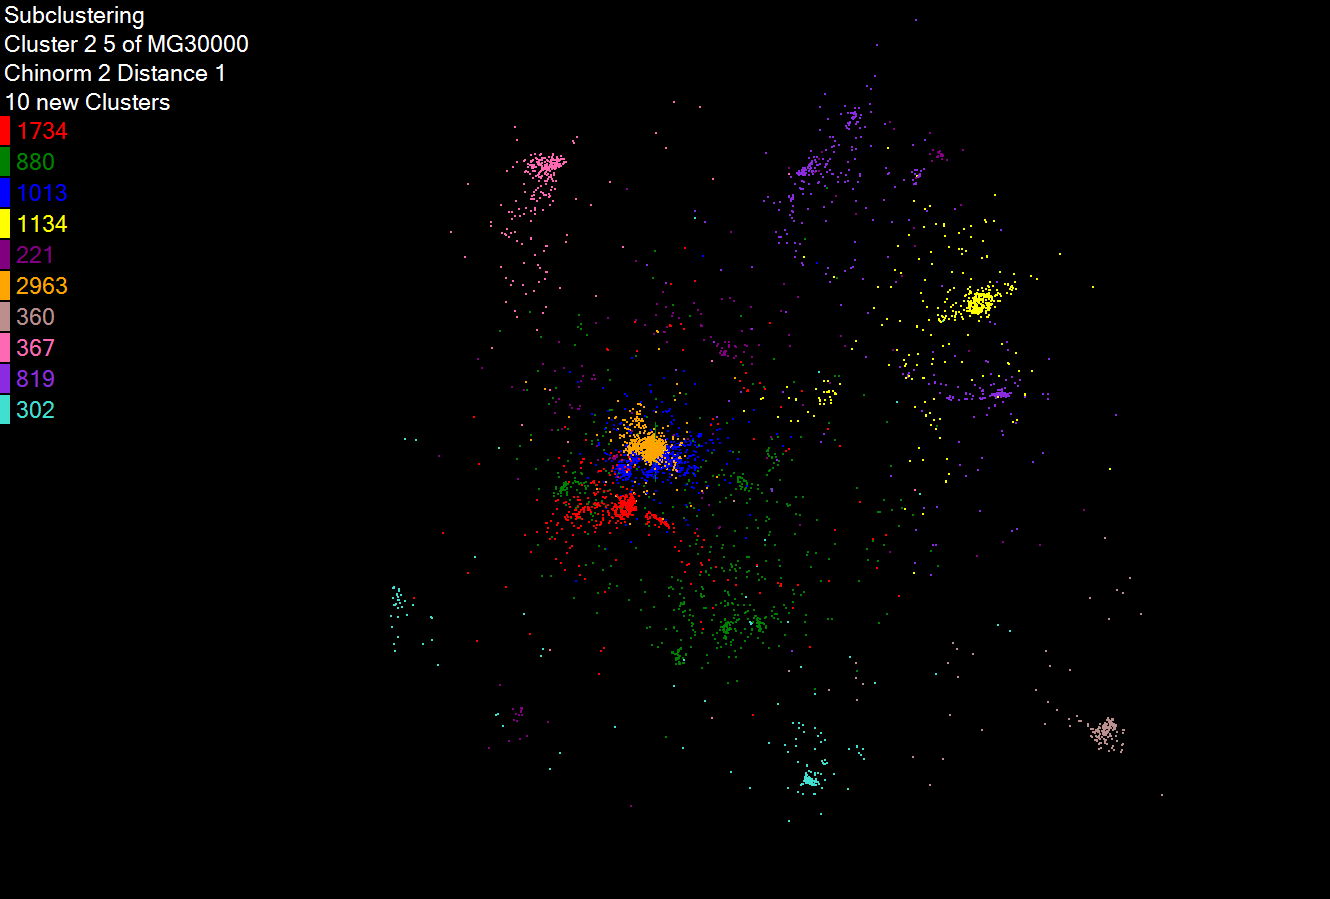 Subclustering
Cluster 2 5 of MG30000
Chinorm 2 Distance 1
10 new Clusters
1734
880
1013
1134
221
2963
360
367
819
302